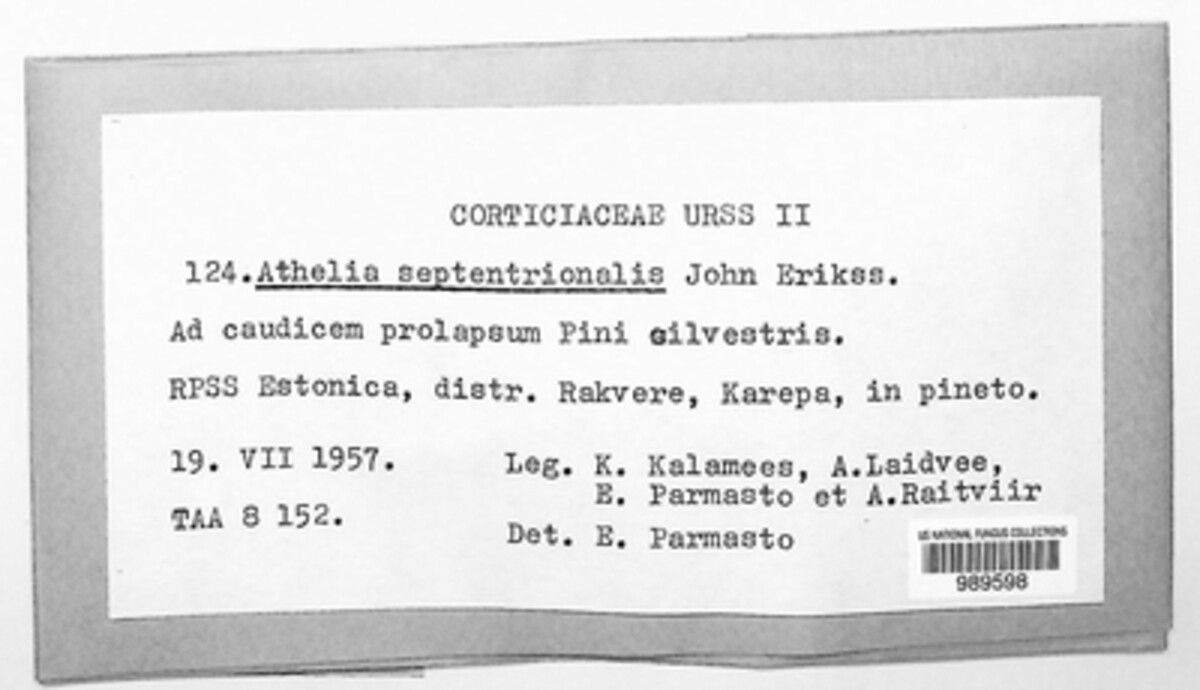 CORTICIACEAE URSS II
124. Athelia septentrionalis John Erikss.
Ad caudicem prolapsum Pini silvestris.
RPSS Estonica, distr. Rakvere, Karepa, in pineto.
19. VII 1957.
Leg. K. Kalamees, A.Laidvee,
E. Parmasto et A.Raitviir
TAA 8 152.
Det. E. Parmasto
US NATIONAL FUNGUS COLLECTIONS
989598